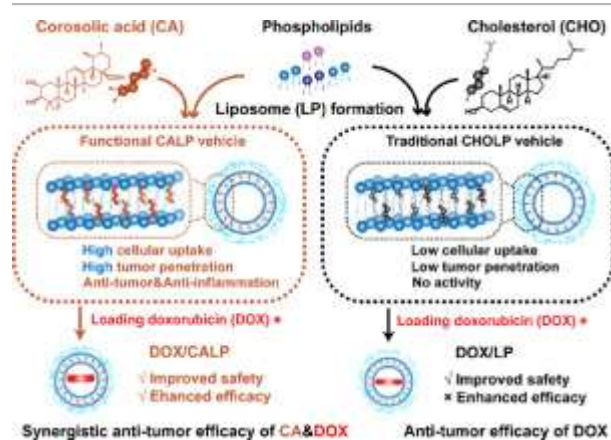 Corosolic acid (CA)
Phospholipids
Cholesterol (CHO)
Liposome (LP) formation
Functional CALP vehicle
Traditional CHOLP vehicle
High cellular uptake
High tumor penetration
Anti-tumor&Anti-inflammation
Low cellular uptake
Low tumor penetration
No activity
Loading doxorubicin (DOX)
Loading doxorubicin (DOX)
DOX/CALP
√ Improved safety
√ Ehanced efficacy
DOX/LP
√ Improved safety
× Enhanced efficacy
Synergistic anti-tumor efficacy of CA&DOX
Anti-tumor efficacy of DOX